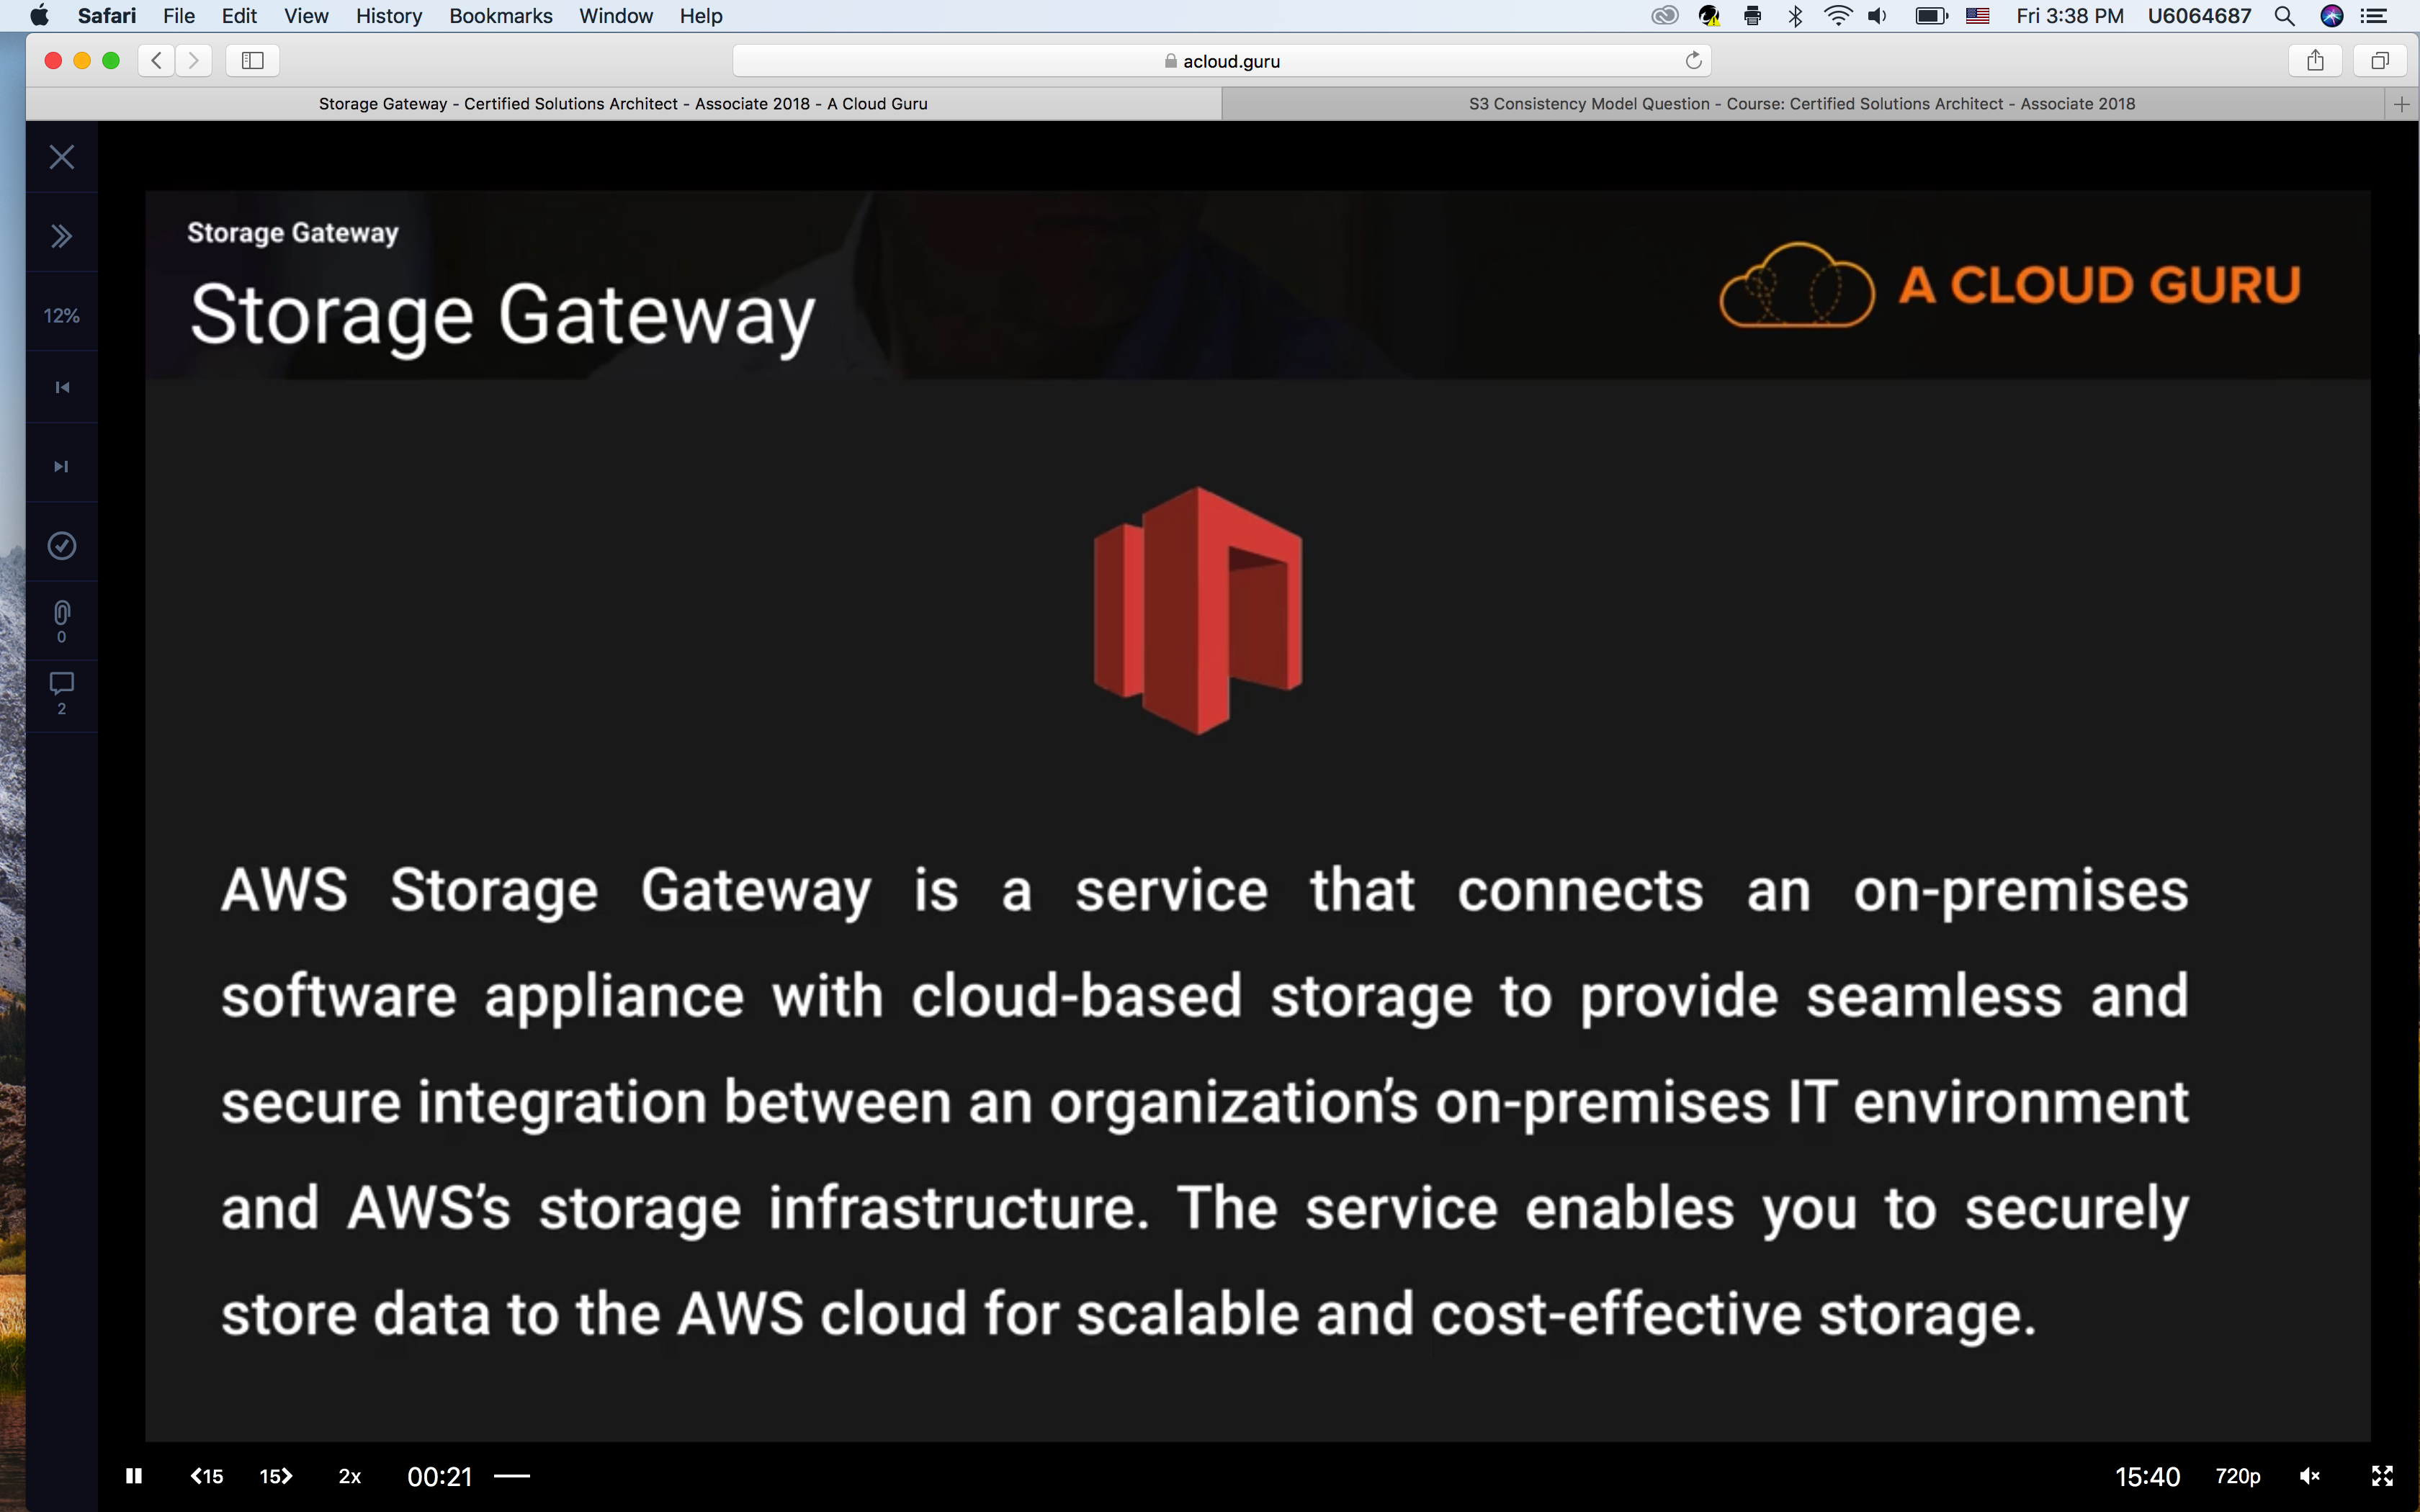 Safari File Edit View History Bookmarks Window Help Fri 3:38 PM U6064687
acloud.guru
Storage Gateway - Certified Solutions Architect - Associate 2018 - A Cloud Guru
S3 Consistency Model Question - Course: Certified Solutions Architect - Associate 2018
12%
0
2
Storage Gateway
Storage Gateway
A CLOUD GURU
AWS Storage Gateway is a service that connects an on-premises
software appliance with cloud-based storage to provide seamless and
secure integration between an organization’s on-premises IT environment
and AWS’s storage infrastructure. The service enables you to securely
store data to the AWS cloud for scalable and cost-effective storage.
15 15 2x 00:21 15:40 720p